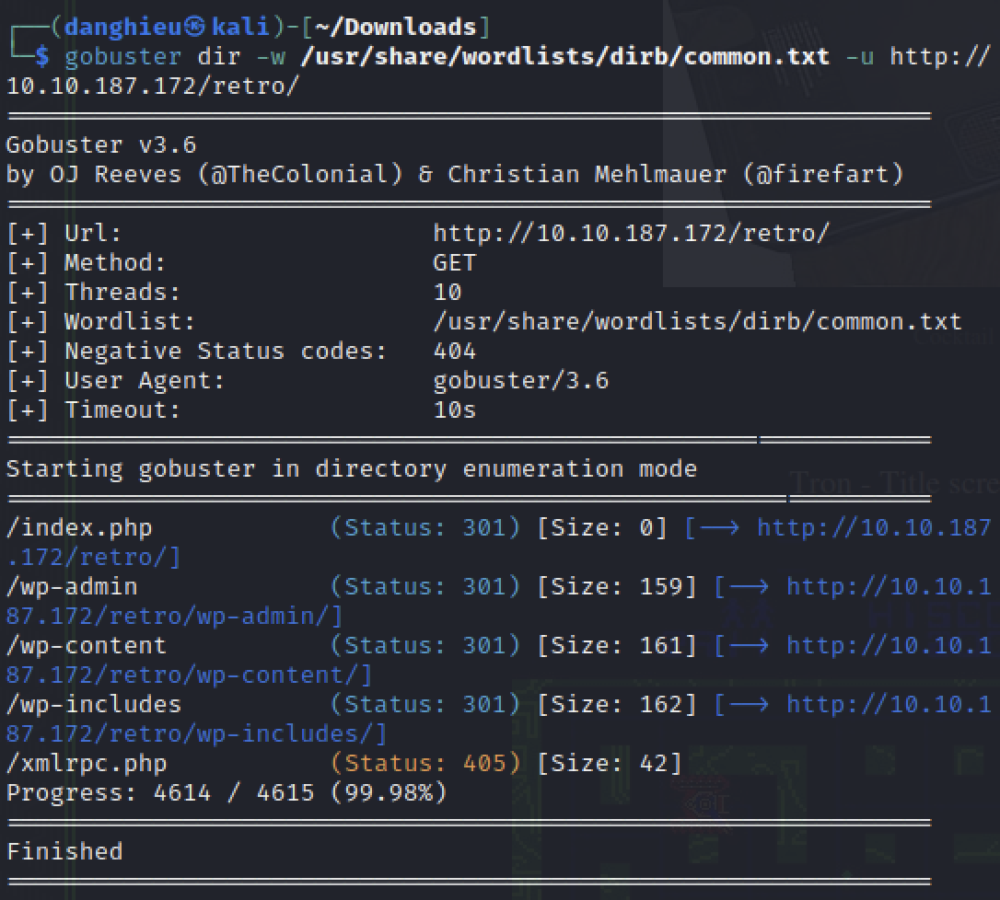 ┌──(danghieu㉿kali)-[~/Downloads]
└─$ gobuster dir -w /usr/share/wordlists/dirb/common.txt -u http://
10.10.187.172/retro/
===============================================================
Gobuster v3.6
by OJ Reeves (@TheColonial) & Christian Mehlmauer (@firefart)
===============================================================
[+] Url:                     http://10.10.187.172/retro/
[+] Method:                  GET
[+] Threads:                 10
[+] Wordlist:                /usr/share/wordlists/dirb/common.txt
[+] Negative Status codes:   404
[+] User Agent:              gobuster/3.6
[+] Timeout:                 10s
===============================================================
Starting gobuster in directory enumeration mode
===============================================================
/index.php            (Status: 301) [Size: 0] [--> http://10.10.187
.172/retro/]
/wp-admin             (Status: 301) [Size: 159] [--> http://10.10.1
87.172/retro/wp-admin/]
/wp-content           (Status: 301) [Size: 161] [--> http://10.10.1
87.172/retro/wp-content/]
/wp-includes          (Status: 301) [Size: 162] [--> http://10.10.1
87.172/retro/wp-includes/]
/xmlrpc.php           (Status: 405) [Size: 42]
Progress: 4614 / 4615 (99.98%)
===============================================================
Finished
===============================================================
Cocktail
Tron - Title scre